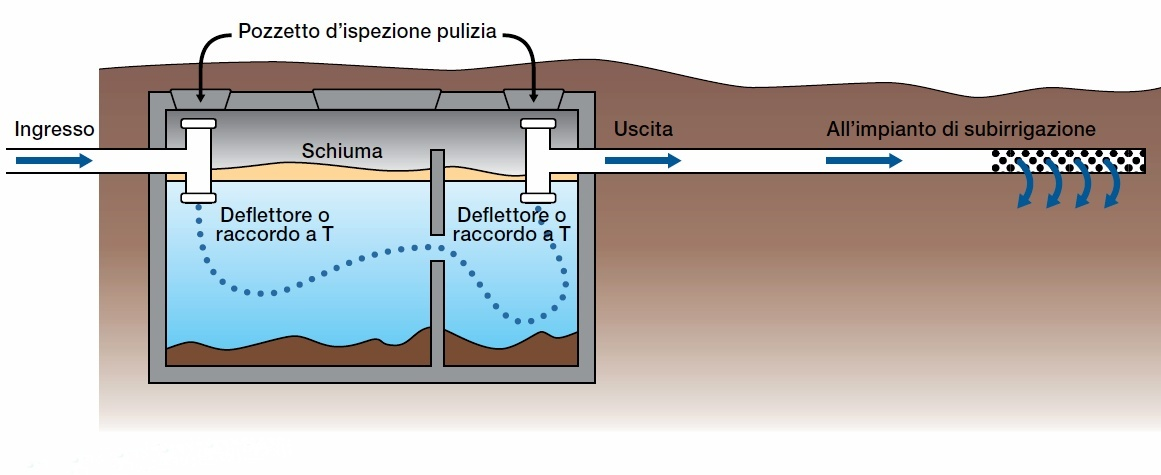 Pozzetto d'ispezione pulizia
Ingresso
Uscita
All'impianto di subirrigazione
Schiuma
Deflettore o
raccordo a T
Deflettore o
raccordo a T